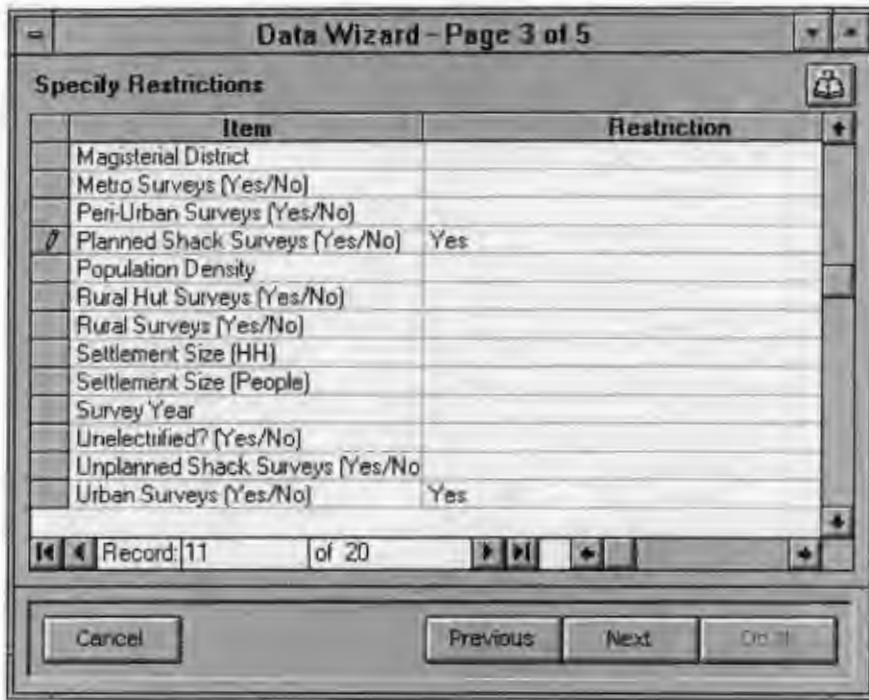 Data Wizard - Page 3 of 5
Specify Restrictions
Item Restriction
Magisterial District
Metro Surveys (Yes/No)
Peri-Urban Surveys (Yes/No)
Planned Shack Surveys (Yes/No) Yes
Population Density
Rural Hut Surveys (Yes/No)
Rural Surveys (Yes/No)
Settlement Size (HH)
Settlement Size (People)
Survey Year
Unelectrified? (Yes/No)
Unplanned Shack Surveys (Yes/No
Urban Surveys (Yes/No) Yes
Record: 11 of 20
Cancel Previous Next